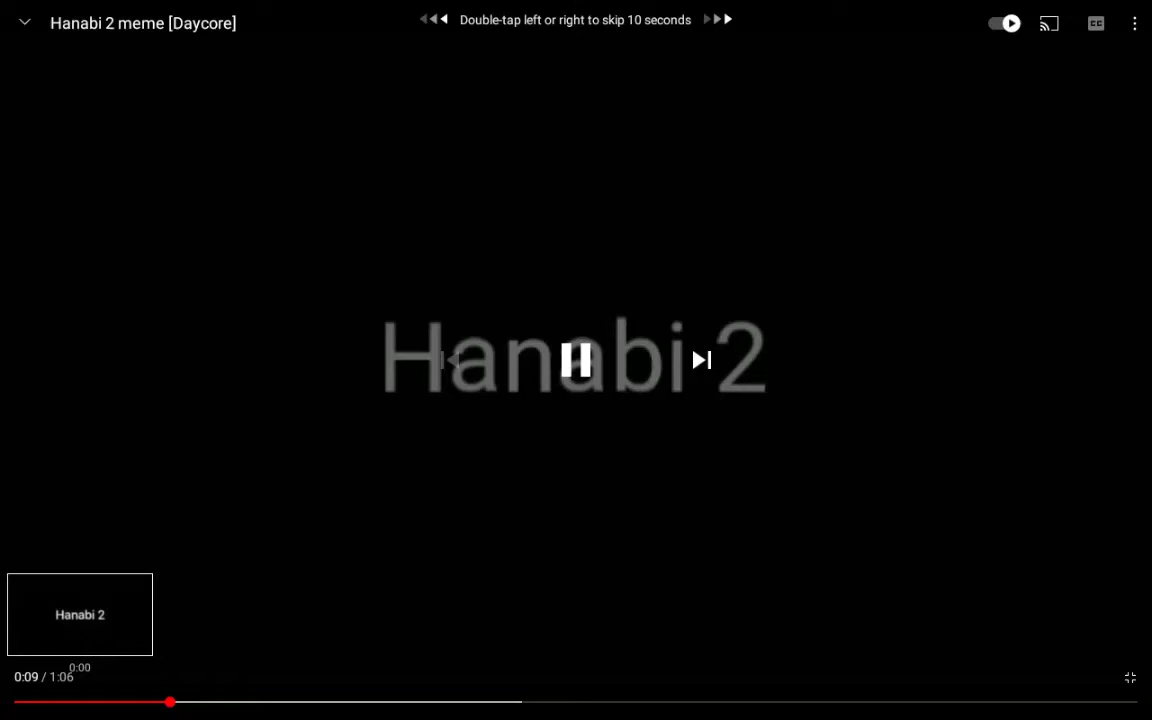 Hanabi 2 meme [Daycore]
Double-tap left or right to skip 10 seconds
CC
Hanabi 2
Hanabi 2
0:00
0:09 / 1:06